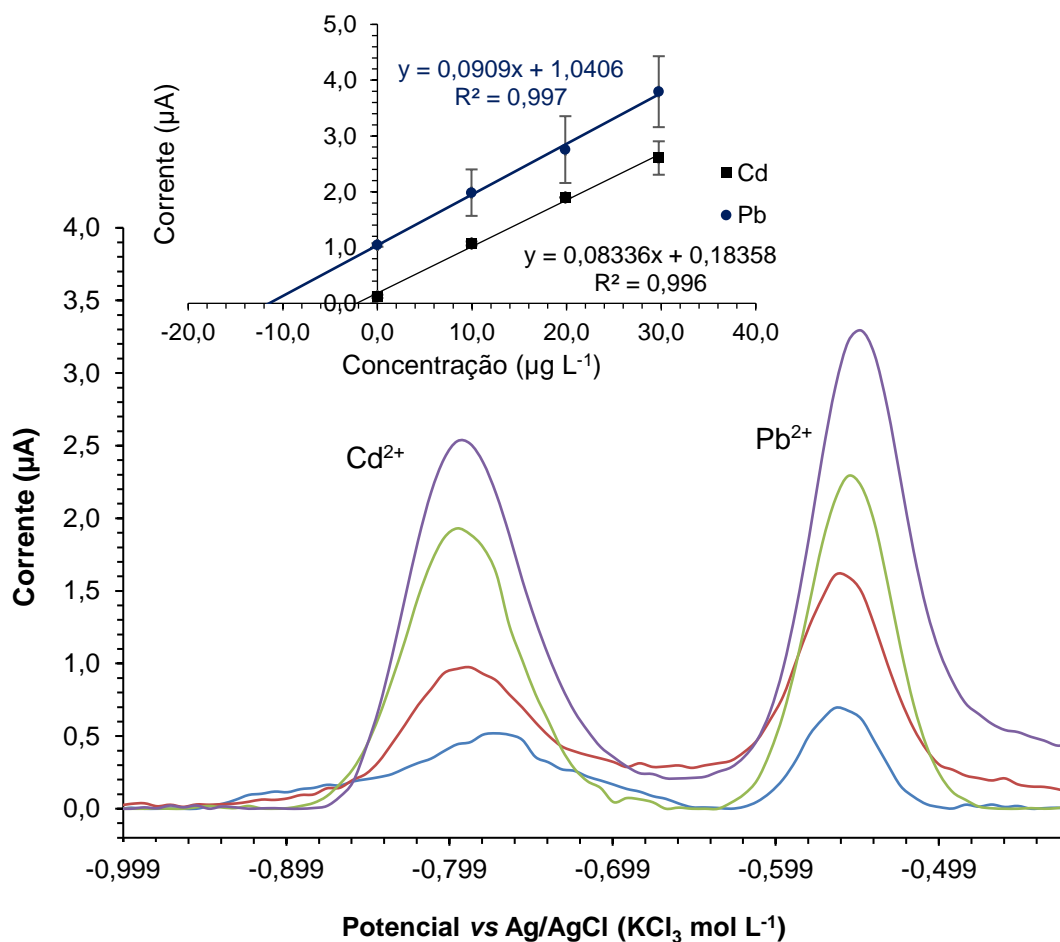 5,0
4,0
3,0
2,0
1,0
0,0
Corrente (µA)
y = 0,0909x + 1,0406
R² = 0,997
Cd
Pb
y = 0,08336x + 0,18358
R² = 0,996
-20,0 -10,0 0,0 10,0 20,0 30,0 40,0
Concentração (µg L⁻¹)
4,0
3,5
3,0
2,5
2,0
1,5
1,0
0,5
0,0
Corrente (µA)
Cd²⁺
Pb²⁺
-0,999 -0,899 -0,799 -0,699 -0,599 -0,499
Potencial vs Ag/AgCl (KCl₃ mol L⁻¹)